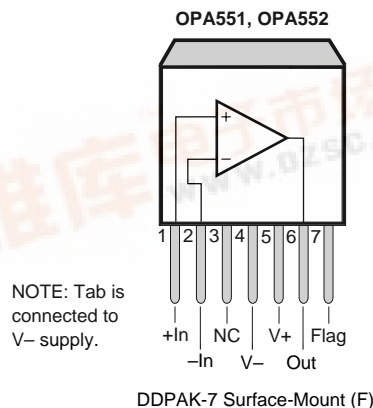 OPA551, OPA552
+
–
1 2 3 4 5 6 7
NOTE: Tab is
connected to
V– supply.
+In NC V+ Flag
–In V– Out
DDPAK-7 Surface-Mount (F)